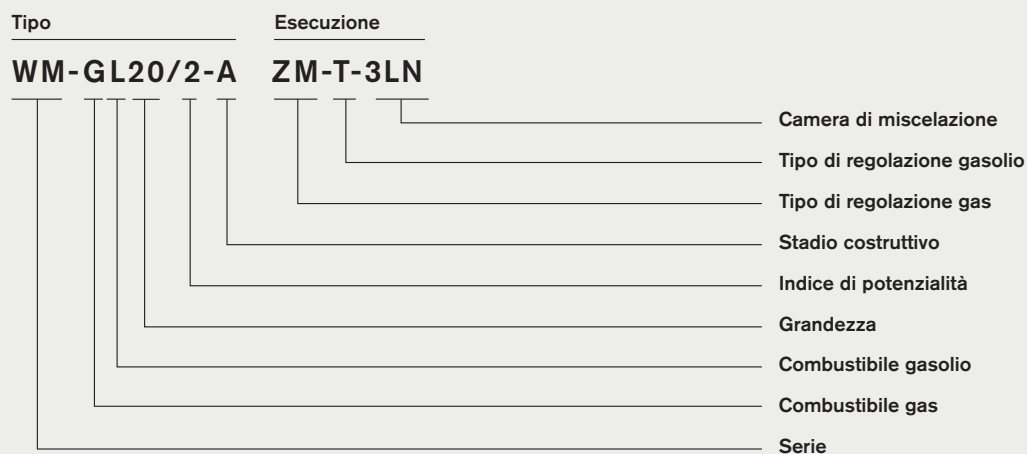 Tipo Esecuzione
WM-GL20/2-A ZM-T-3LN
Camera di miscelazione
Tipo di regolazione gasolio
Tipo di regolazione gas
Stadio costruttivo
Indice di potenzialità
Grandezza
Combustibile gasolio
Combustibile gas
Serie